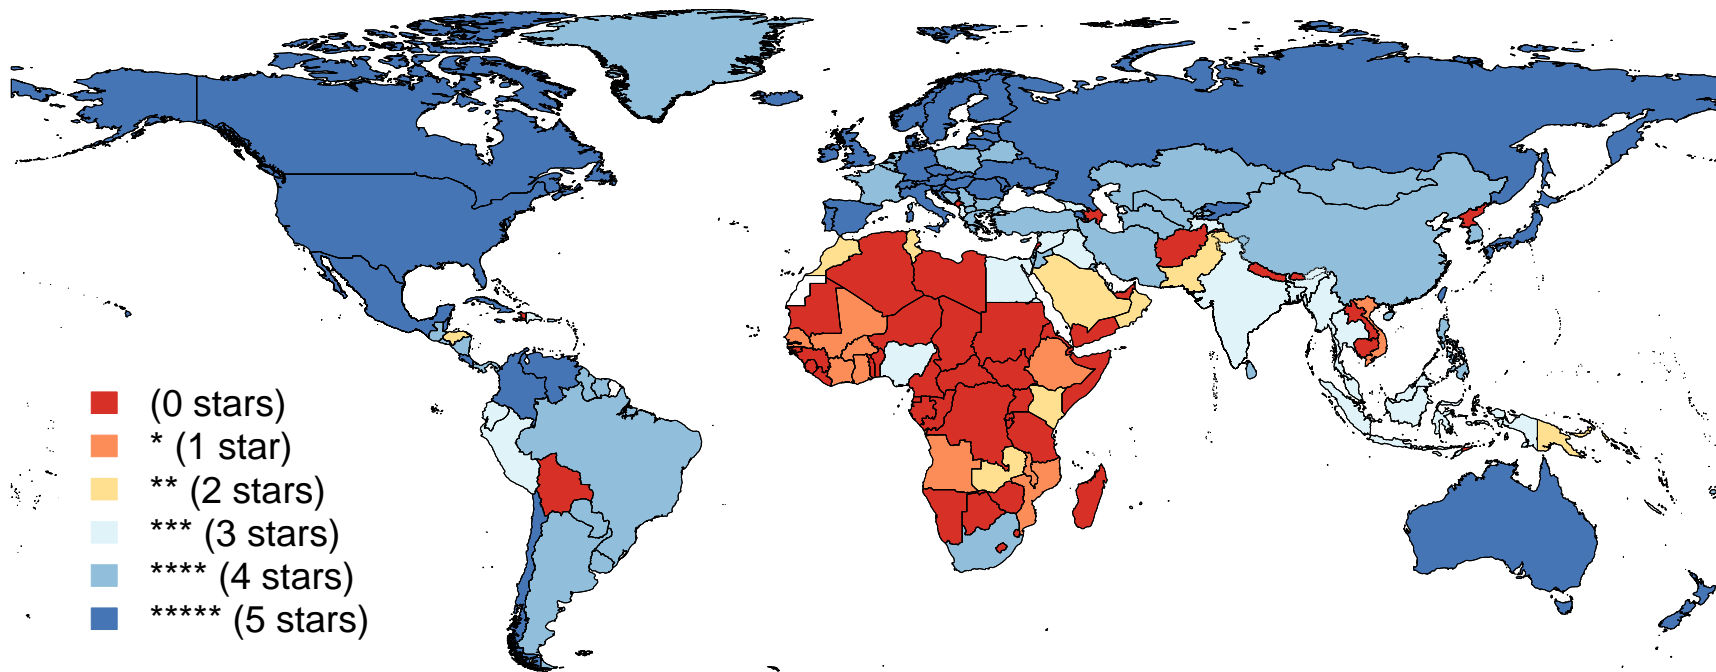 (0 stars)
* (1 star)
** (2 stars)
*** (3 stars)
**** (4 stars)
***** (5 stars)